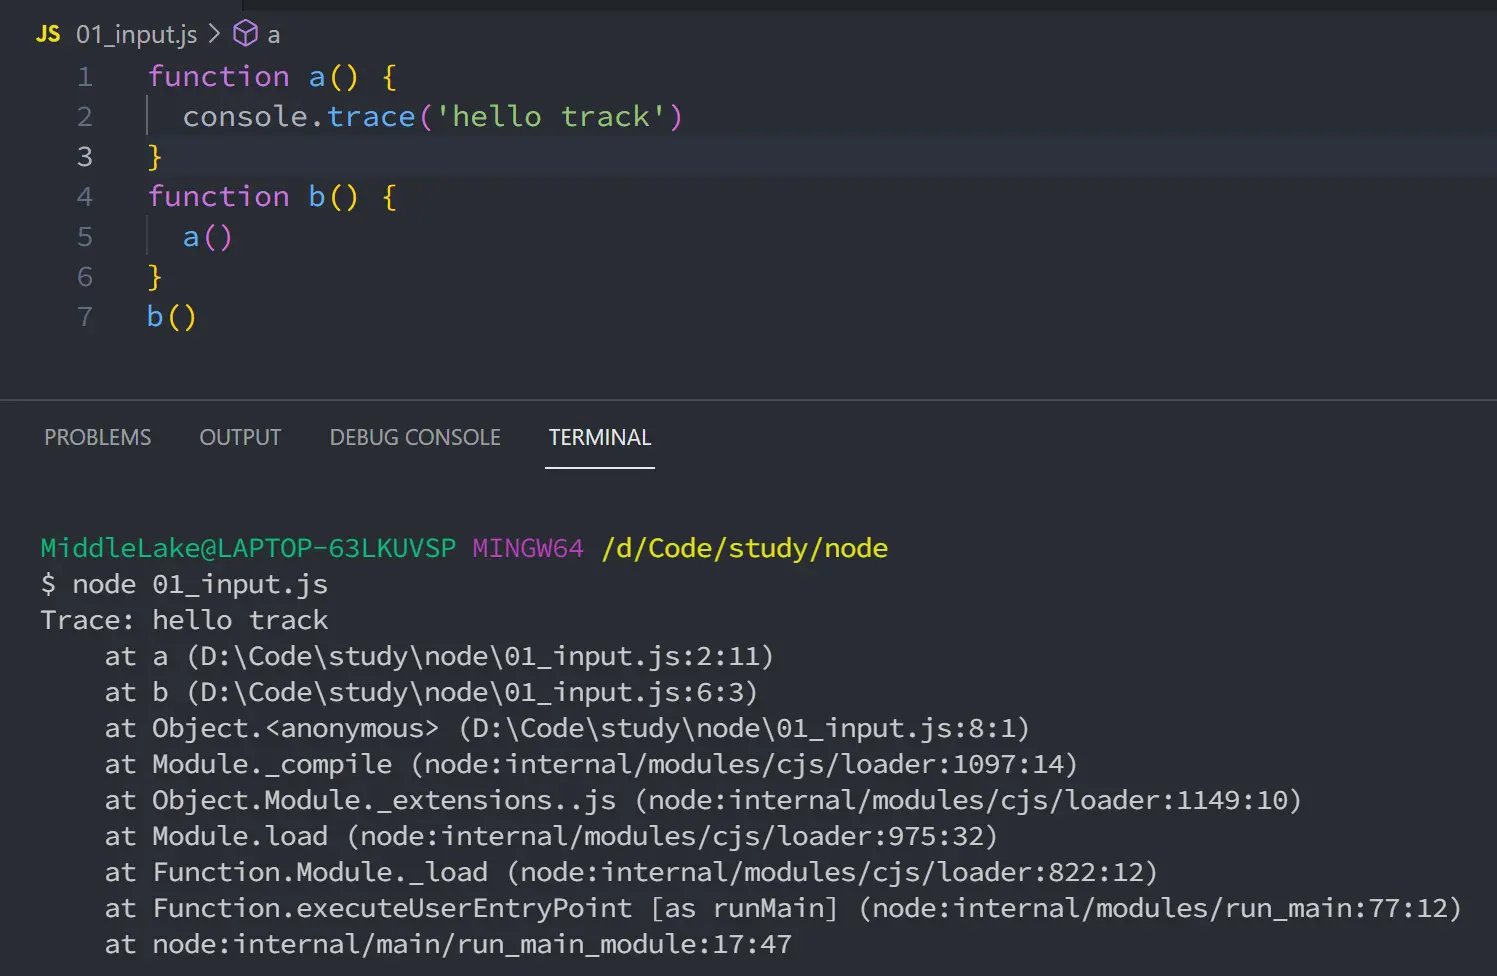 JS 01_input.js > a
1 function a() {
2   console.trace('hello track')
3 }
4 function b() {
5   a()
6 }
7 b()
PROBLEMS OUTPUT DEBUG CONSOLE TERMINAL
MiddleLake@LAPTOP-63LKUVSP MINGW64 /d/Code/study/node
$ node 01_input.js
Trace: hello track
    at a (D:\Code\study\node\01_input.js:2:11)
    at b (D:\Code\study\node\01_input.js:6:3)
    at Object.<anonymous> (D:\Code\study\node\01_input.js:8:1)
    at Module._compile (node:internal/modules/cjs/loader:1097:14)
    at Object.Module._extensions..js (node:internal/modules/cjs/loader:1149:10)
    at Module.load (node:internal/modules/cjs/loader:975:32)
    at Function.Module._load (node:internal/modules/cjs/loader:822:12)
    at Function.executeUserEntryPoint [as runMain] (node:internal/modules/run_main:77:12)
    at node:internal/main/run_main_module:17:47